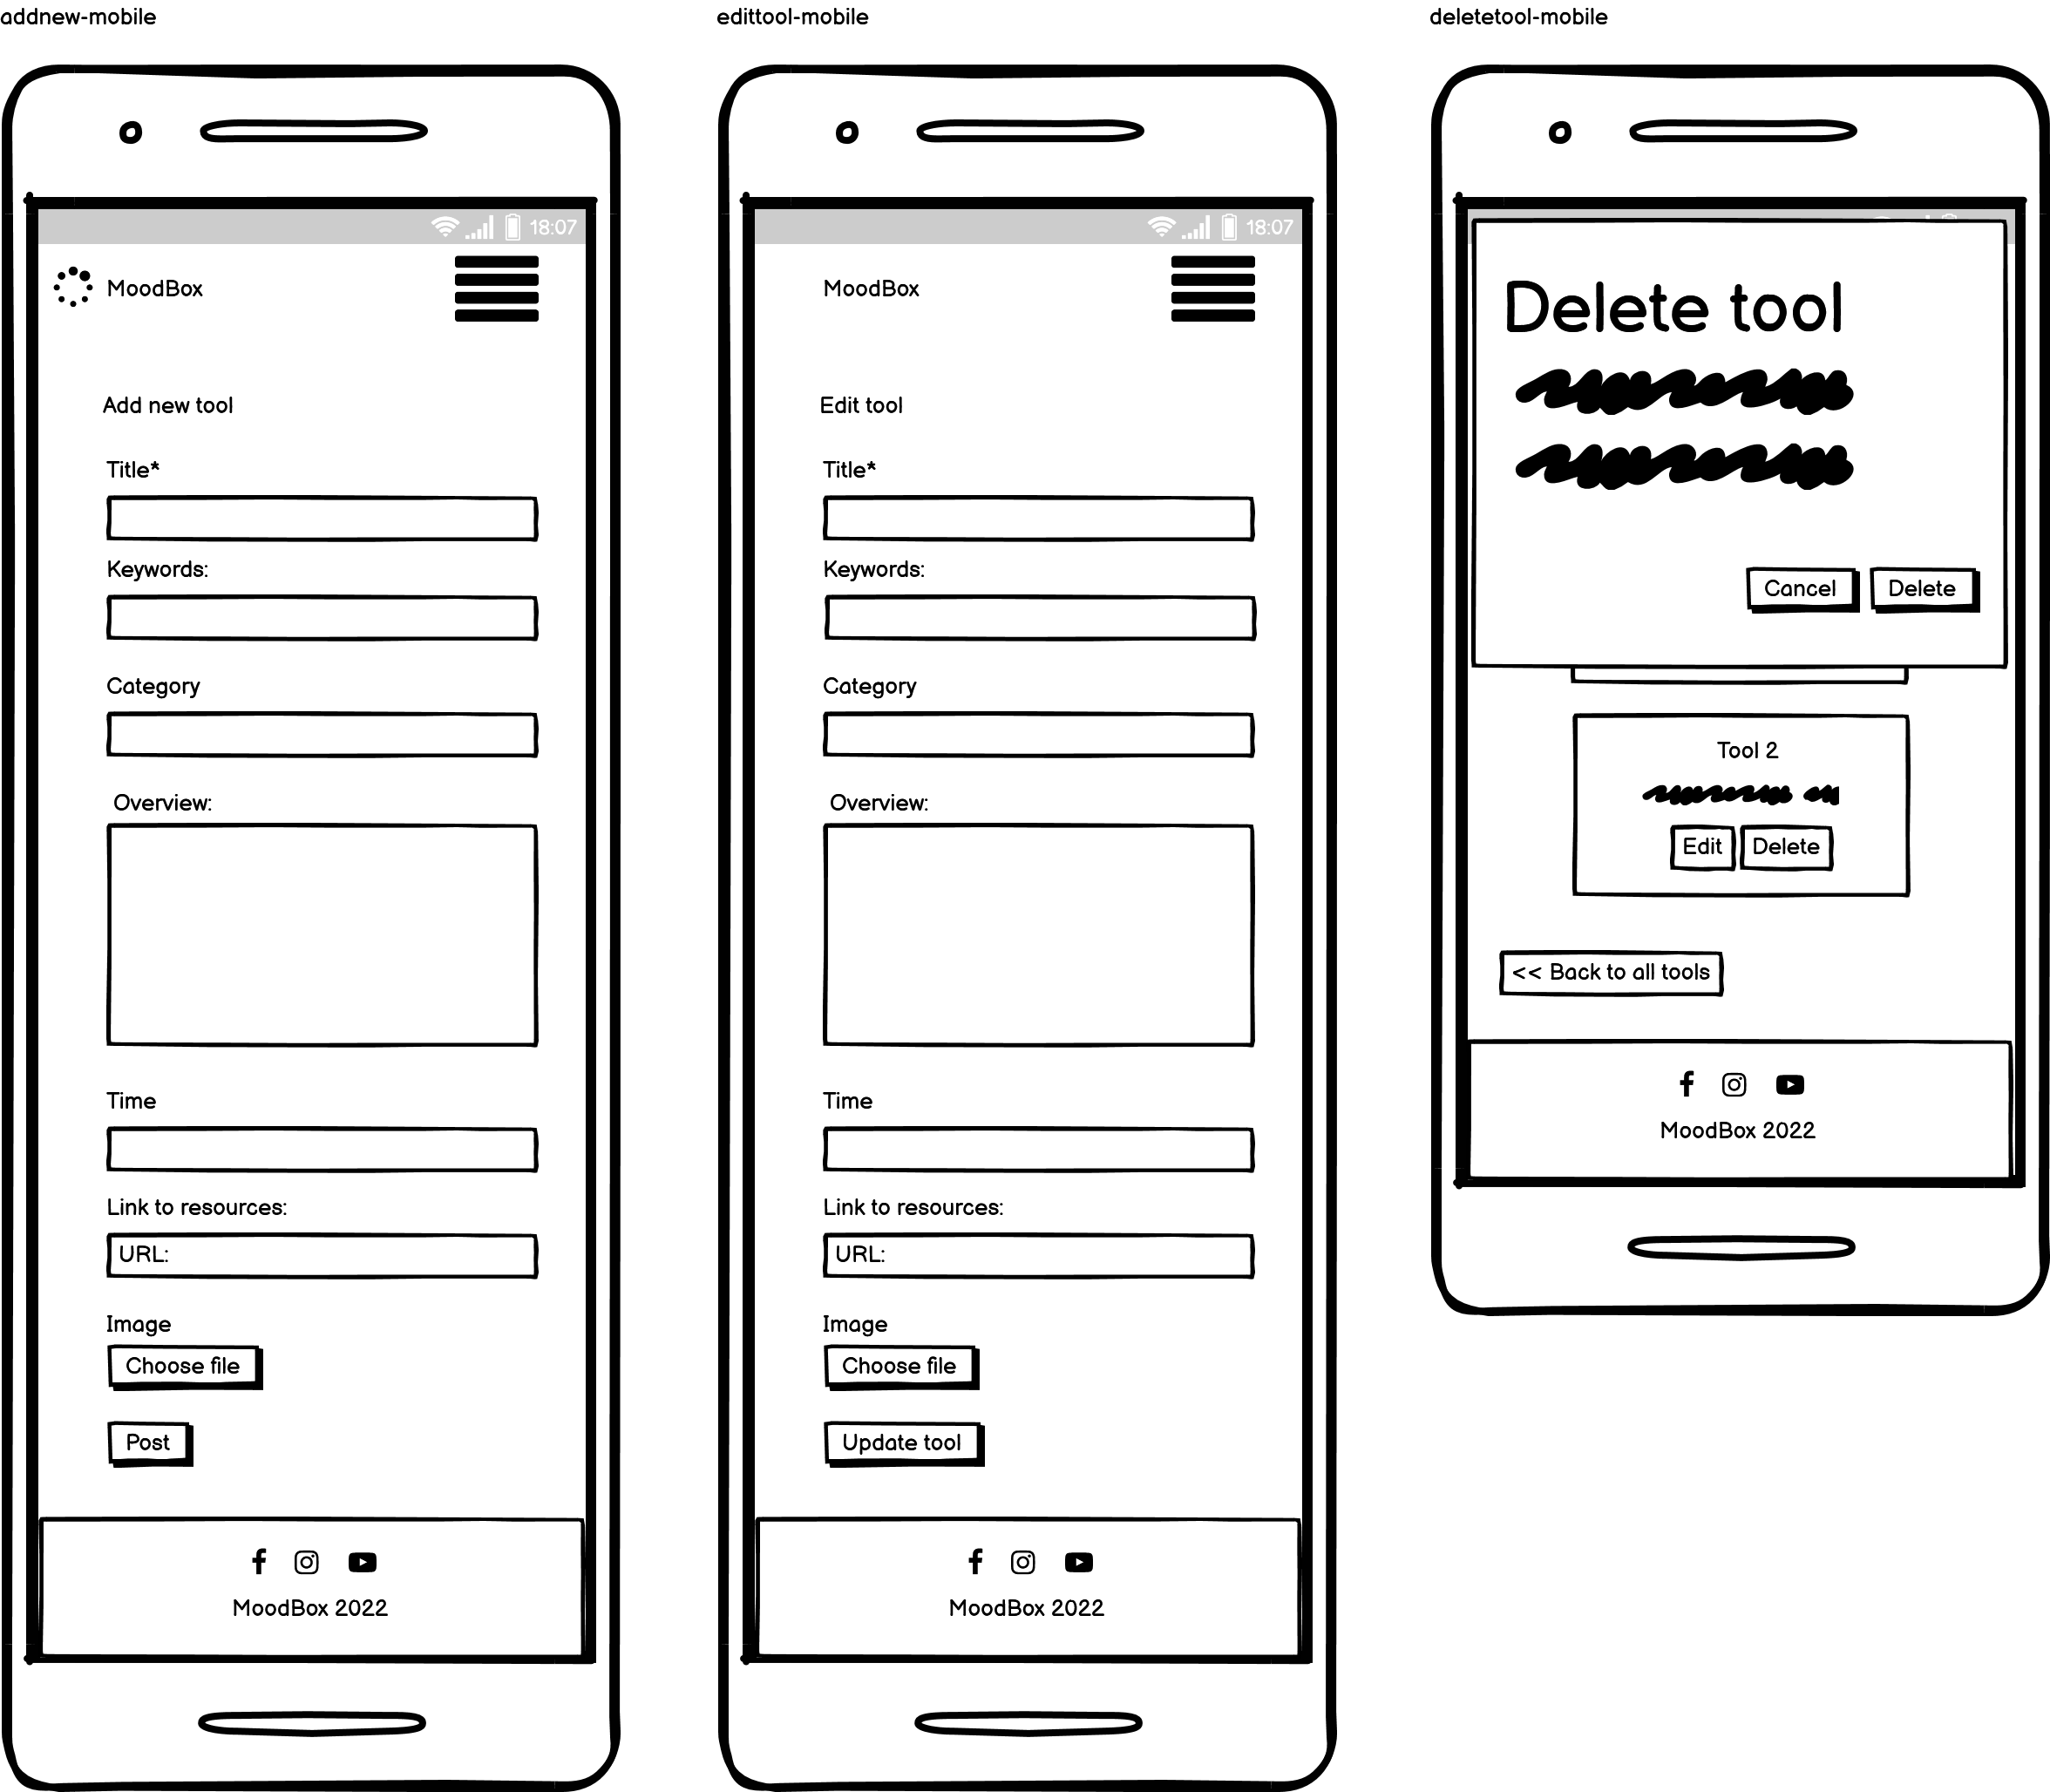 addnew-mobile
18:07
MoodBox
Add new tool
Title*
Keywords:
Category
Overview:
Time
Link to resources:
URL:
Image
Choose file
Post
MoodBox 2022
edittool-mobile
18:07
MoodBox
Edit tool
Title*
Keywords:
Category
Overview:
Time
Link to resources:
URL:
Image
Choose file
Update tool
MoodBox 2022
deletetool-mobile
Delete tool
Cancel Delete
Tool 2
Edit Delete
<< Back to all tools
MoodBox 2022